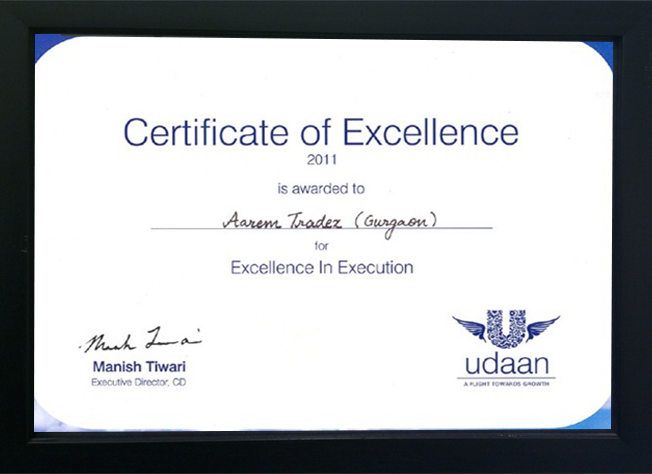 Certificate of Excellence
2011
is awarded to
Aarem Tradez (Gurgaon)
for
Excellence In Execution
Manish Tiwari
Executive Director, CD
U
udaan
A FLIGHT TOWARDS GROWTH